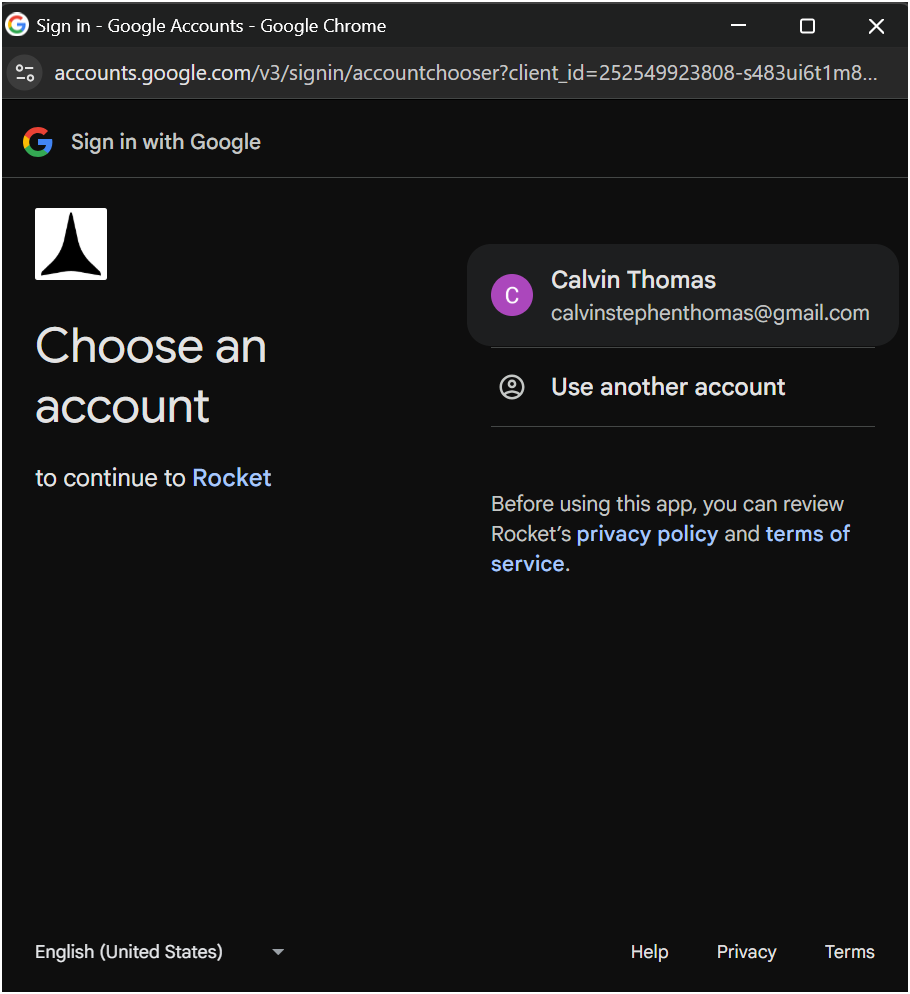 Sign in - Google Accounts - Google Chrome
accounts.google.com/v3/signin/accountchooser?client_id=252549923808-s483ui6t1m8...
Sign in with Google
Choose an
account
to continue to Rocket
C
Calvin Thomas
calvinstephenthomas@gmail.com
Use another account
Before using this app, you can review
Rocket’s privacy policy and terms of
service.
English (United States)
Help Privacy Terms